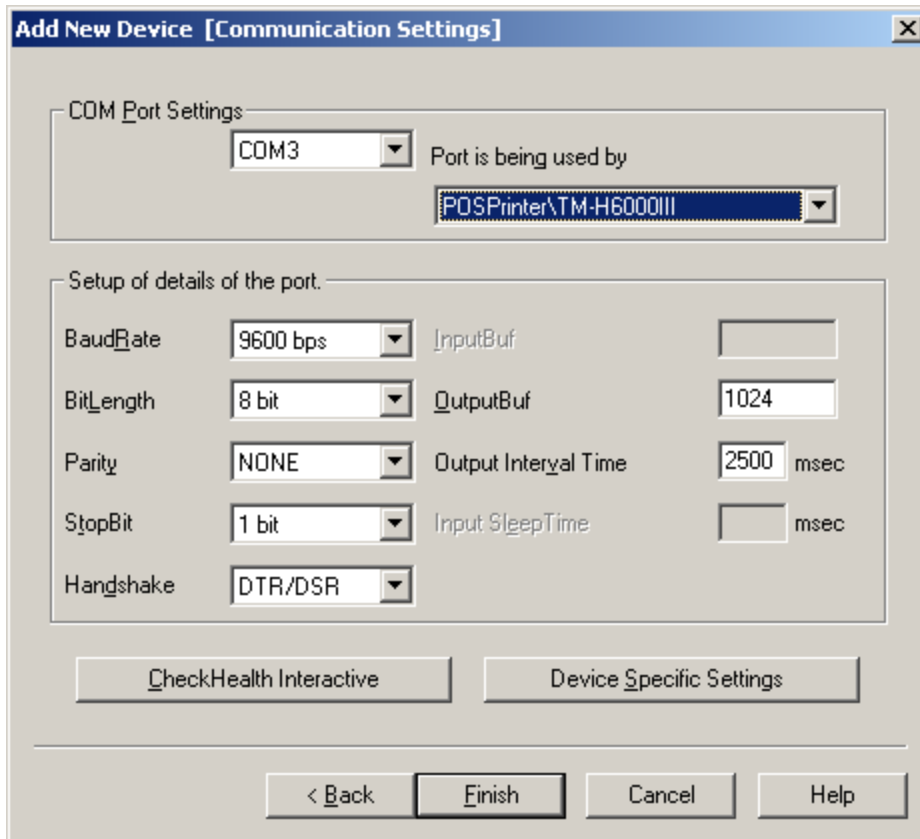 Add New Device [Communication Settings]
COM Port Settings
COM3
Port is being used by
POSPrinter\TM-H6000III
Setup of details of the port.
BaudRate 9600 bps InputBuf
BitLength 8 bit OutputBuf 1024
Parity NONE Output Interval Time 2500 msec
StopBit 1 bit Input SleepTime msec
Handshake DTR/DSR
CheckHealth Interactive Device Specific Settings
< Back Finish Cancel Help